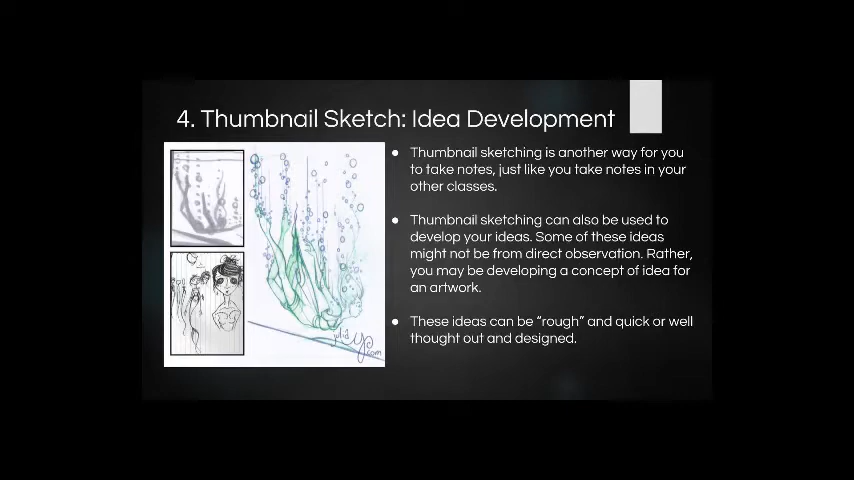 4. Thumbnail Sketch: Idea Development
Thumbnail sketching is another way for you
to take notes, just like you take notes in your
other classes.
Thumbnail sketching can also be used to
develop your ideas. Some of these ideas
might not be from direct observation. Rather,
you may be developing a concept of idea for
an artwork.
These ideas can be “rough” and quick or well
thought out and designed.
.com